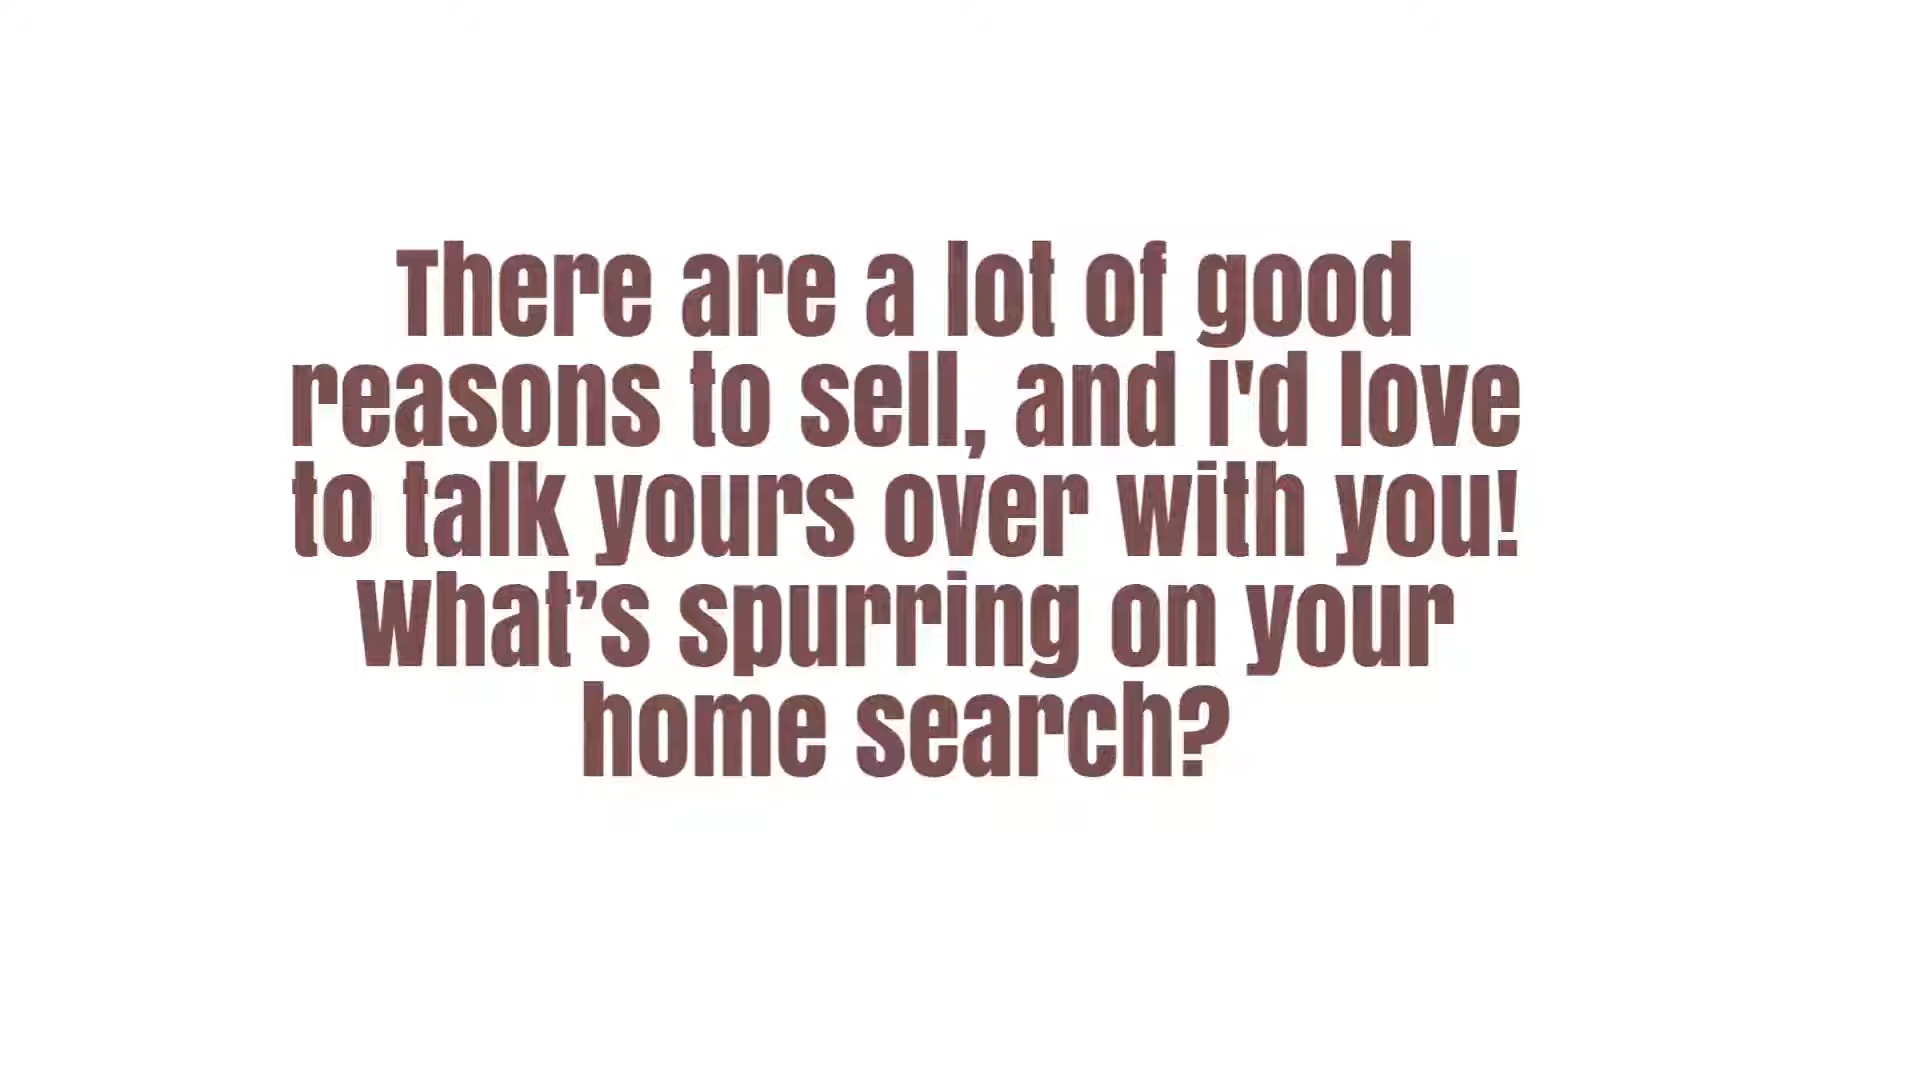 There are a lot of good
reasons to sell, and I'd love
to talk yours over with you!
What’s spurring on your
home search?